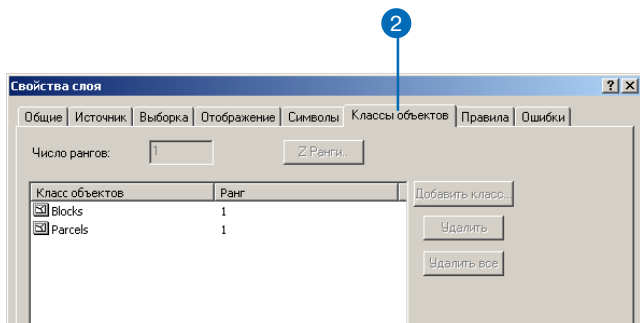 2
Свойства слоя
Общие Источник Выборка Отображение Символы Классы объектов Правила Ошибки
Число рангов: 1 Z Ранги..
Класс объектов Ранг Добавить класс...
Blocks 1
Parcels 1 Удалить
Удалить все